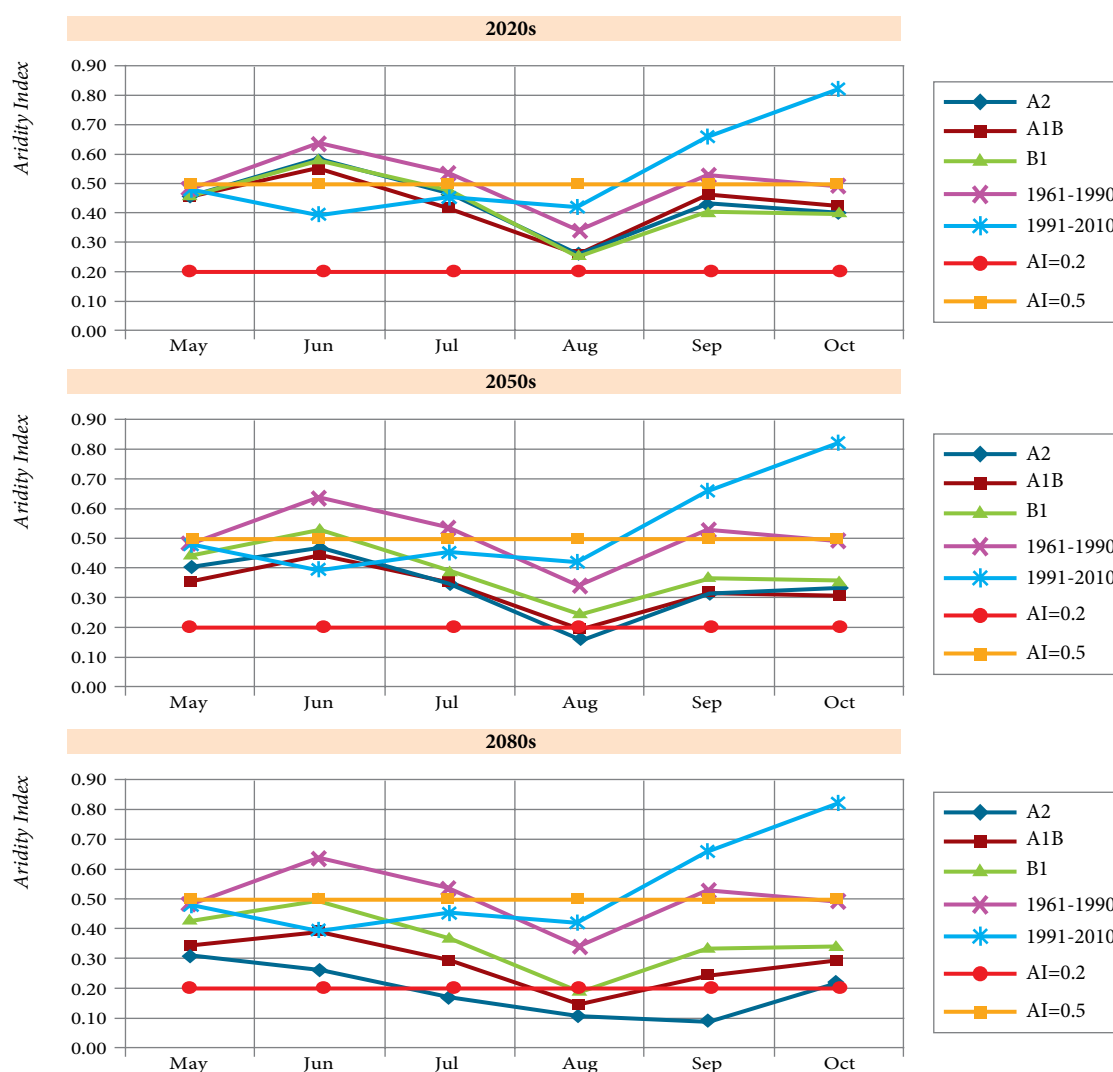 2020s
Aridity Index
0.90
0.80
0.70
0.60
0.50
0.40
0.30
0.20
0.10
0.00
May Jun Jul Aug Sep Oct
A2
A1B
B1
1961-1990
1991-2010
AI=0.2
AI=0.5
2050s
Aridity Index
0.90
0.80
0.70
0.60
0.50
0.40
0.30
0.20
0.10
0.00
May Jun Jul Aug Sep Oct
A2
A1B
B1
1961-1990
1991-2010
AI=0.2
AI=0.5
2080s
Aridity Index
0.90
0.80
0.70
0.60
0.50
0.40
0.30
0.20
0.10
0.00
May Jun Jul Aug Sep Oct
A2
A1B
B1
1961-1990
1991-2010
AI=0.2
AI=0.5